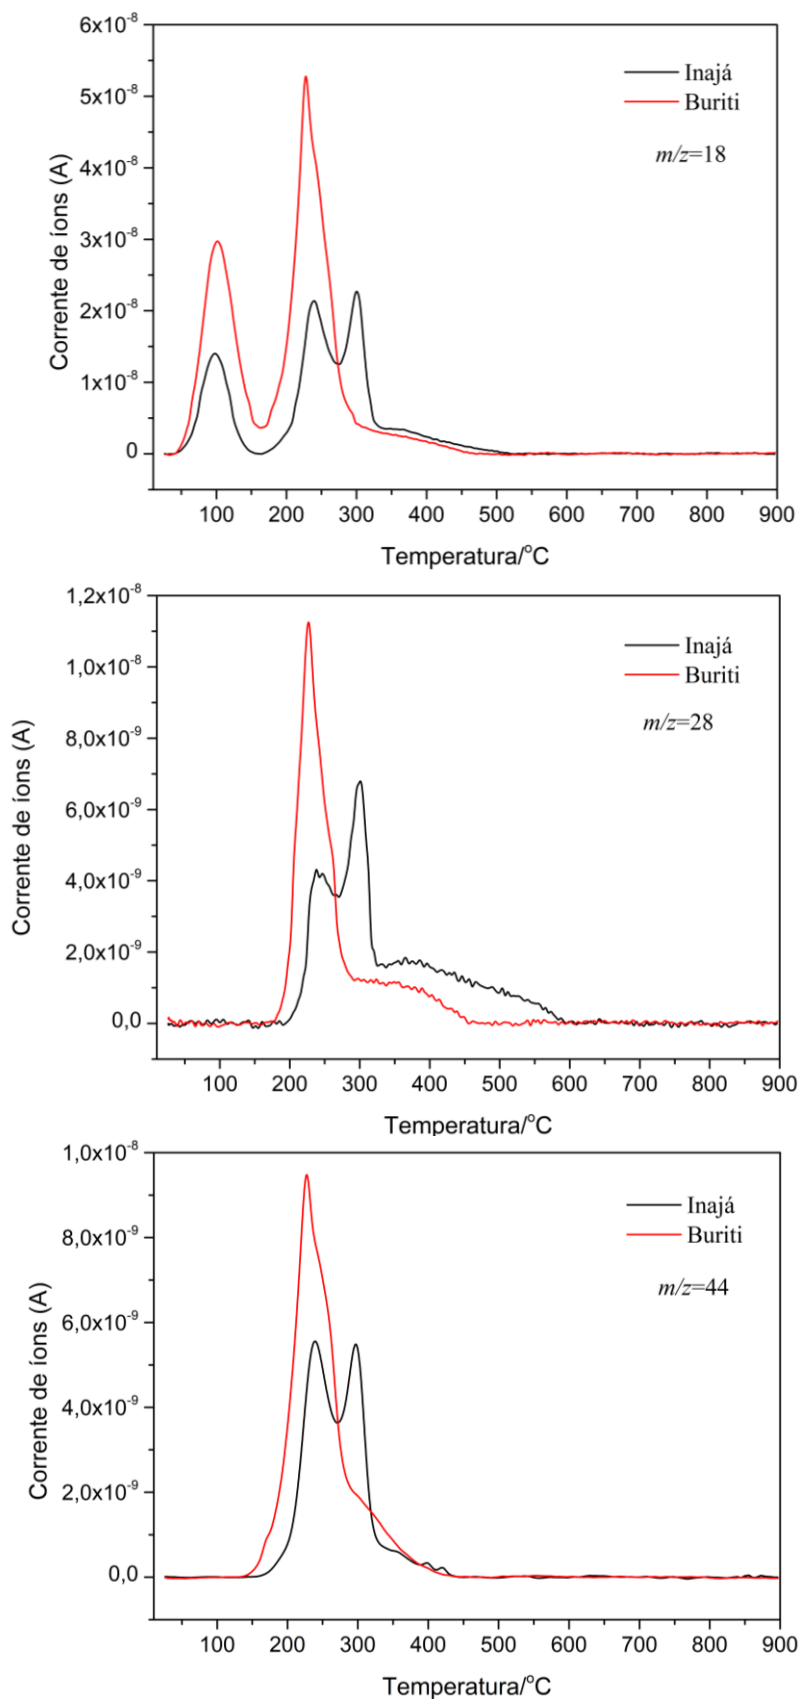 6x10⁻⁸
5x10⁻⁸
4x10⁻⁸
3x10⁻⁸
2x10⁻⁸
1x10⁻⁸
0
Corrente de íons (A)
Inajá
Buriti
m/z=18
100 200 300 400 500 600 700 800 900
Temperatura/°C
1,2x10⁻⁸
1,0x10⁻⁸
8,0x10⁻⁹
6,0x10⁻⁹
4,0x10⁻⁹
2,0x10⁻⁹
0,0
Corrente de íons (A)
Inajá
Buriti
m/z=28
100 200 300 400 500 600 700 800 900
Temperatura/°C
1,0x10⁻⁸
8,0x10⁻⁹
6,0x10⁻⁹
4,0x10⁻⁹
2,0x10⁻⁹
0,0
Corrente de íons (A)
Inajá
Buriti
m/z=44
100 200 300 400 500 600 700 800 900
Temperatura/°C